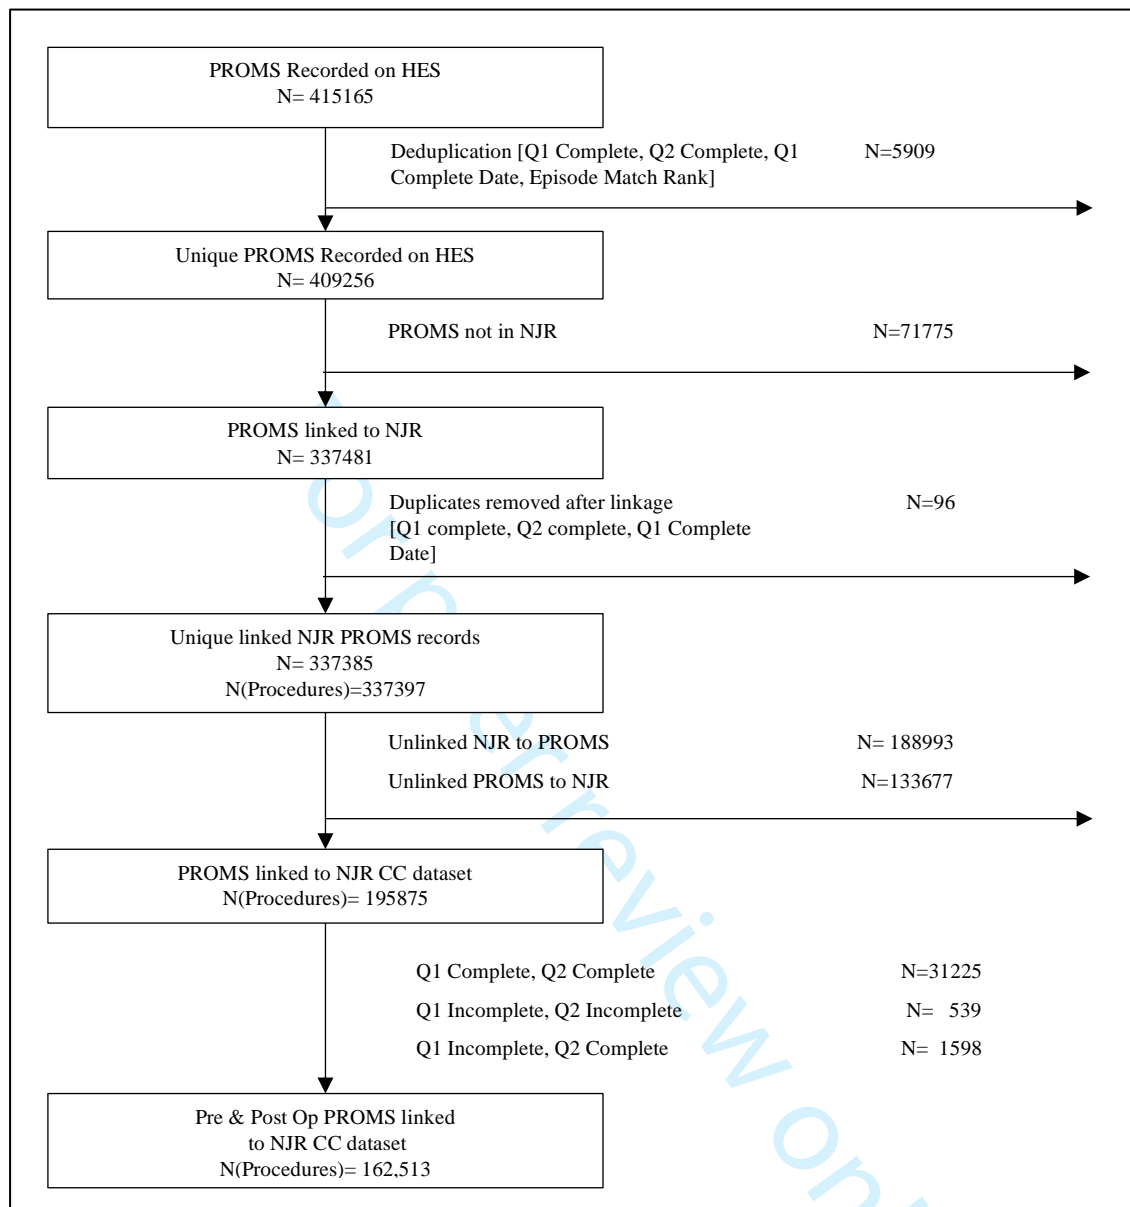 PROMS Recorded on HES
N= 415165
Deduplication [Q1 Complete, Q2 Complete, Q1 N=5909
Complete Date, Episode Match Rank]
Unique PROMS Recorded on HES
N= 409256
PROMS not in NJR N=71775
PROMS linked to NJR
N= 337481
Duplicates removed after linkage N=96
[Q1 complete, Q2 complete, Q1 Complete
Date]
Unique linked NJR PROMS records
N= 337385
N(Procedures)=337397
Unlinked NJR to PROMS N= 188993
Unlinked PROMS to NJR N=133677
PROMS linked to NJR CC dataset
N(Procedures)= 195875
Q1 Complete, Q2 Complete N=31225
Q1 Incomplete, Q2 Incomplete N= 539
Q1 Incomplete, Q2 Complete N= 1598
Pre & Post Op PROMS linked
to NJR CC dataset
N(Procedures)= 162,513
or peer review on